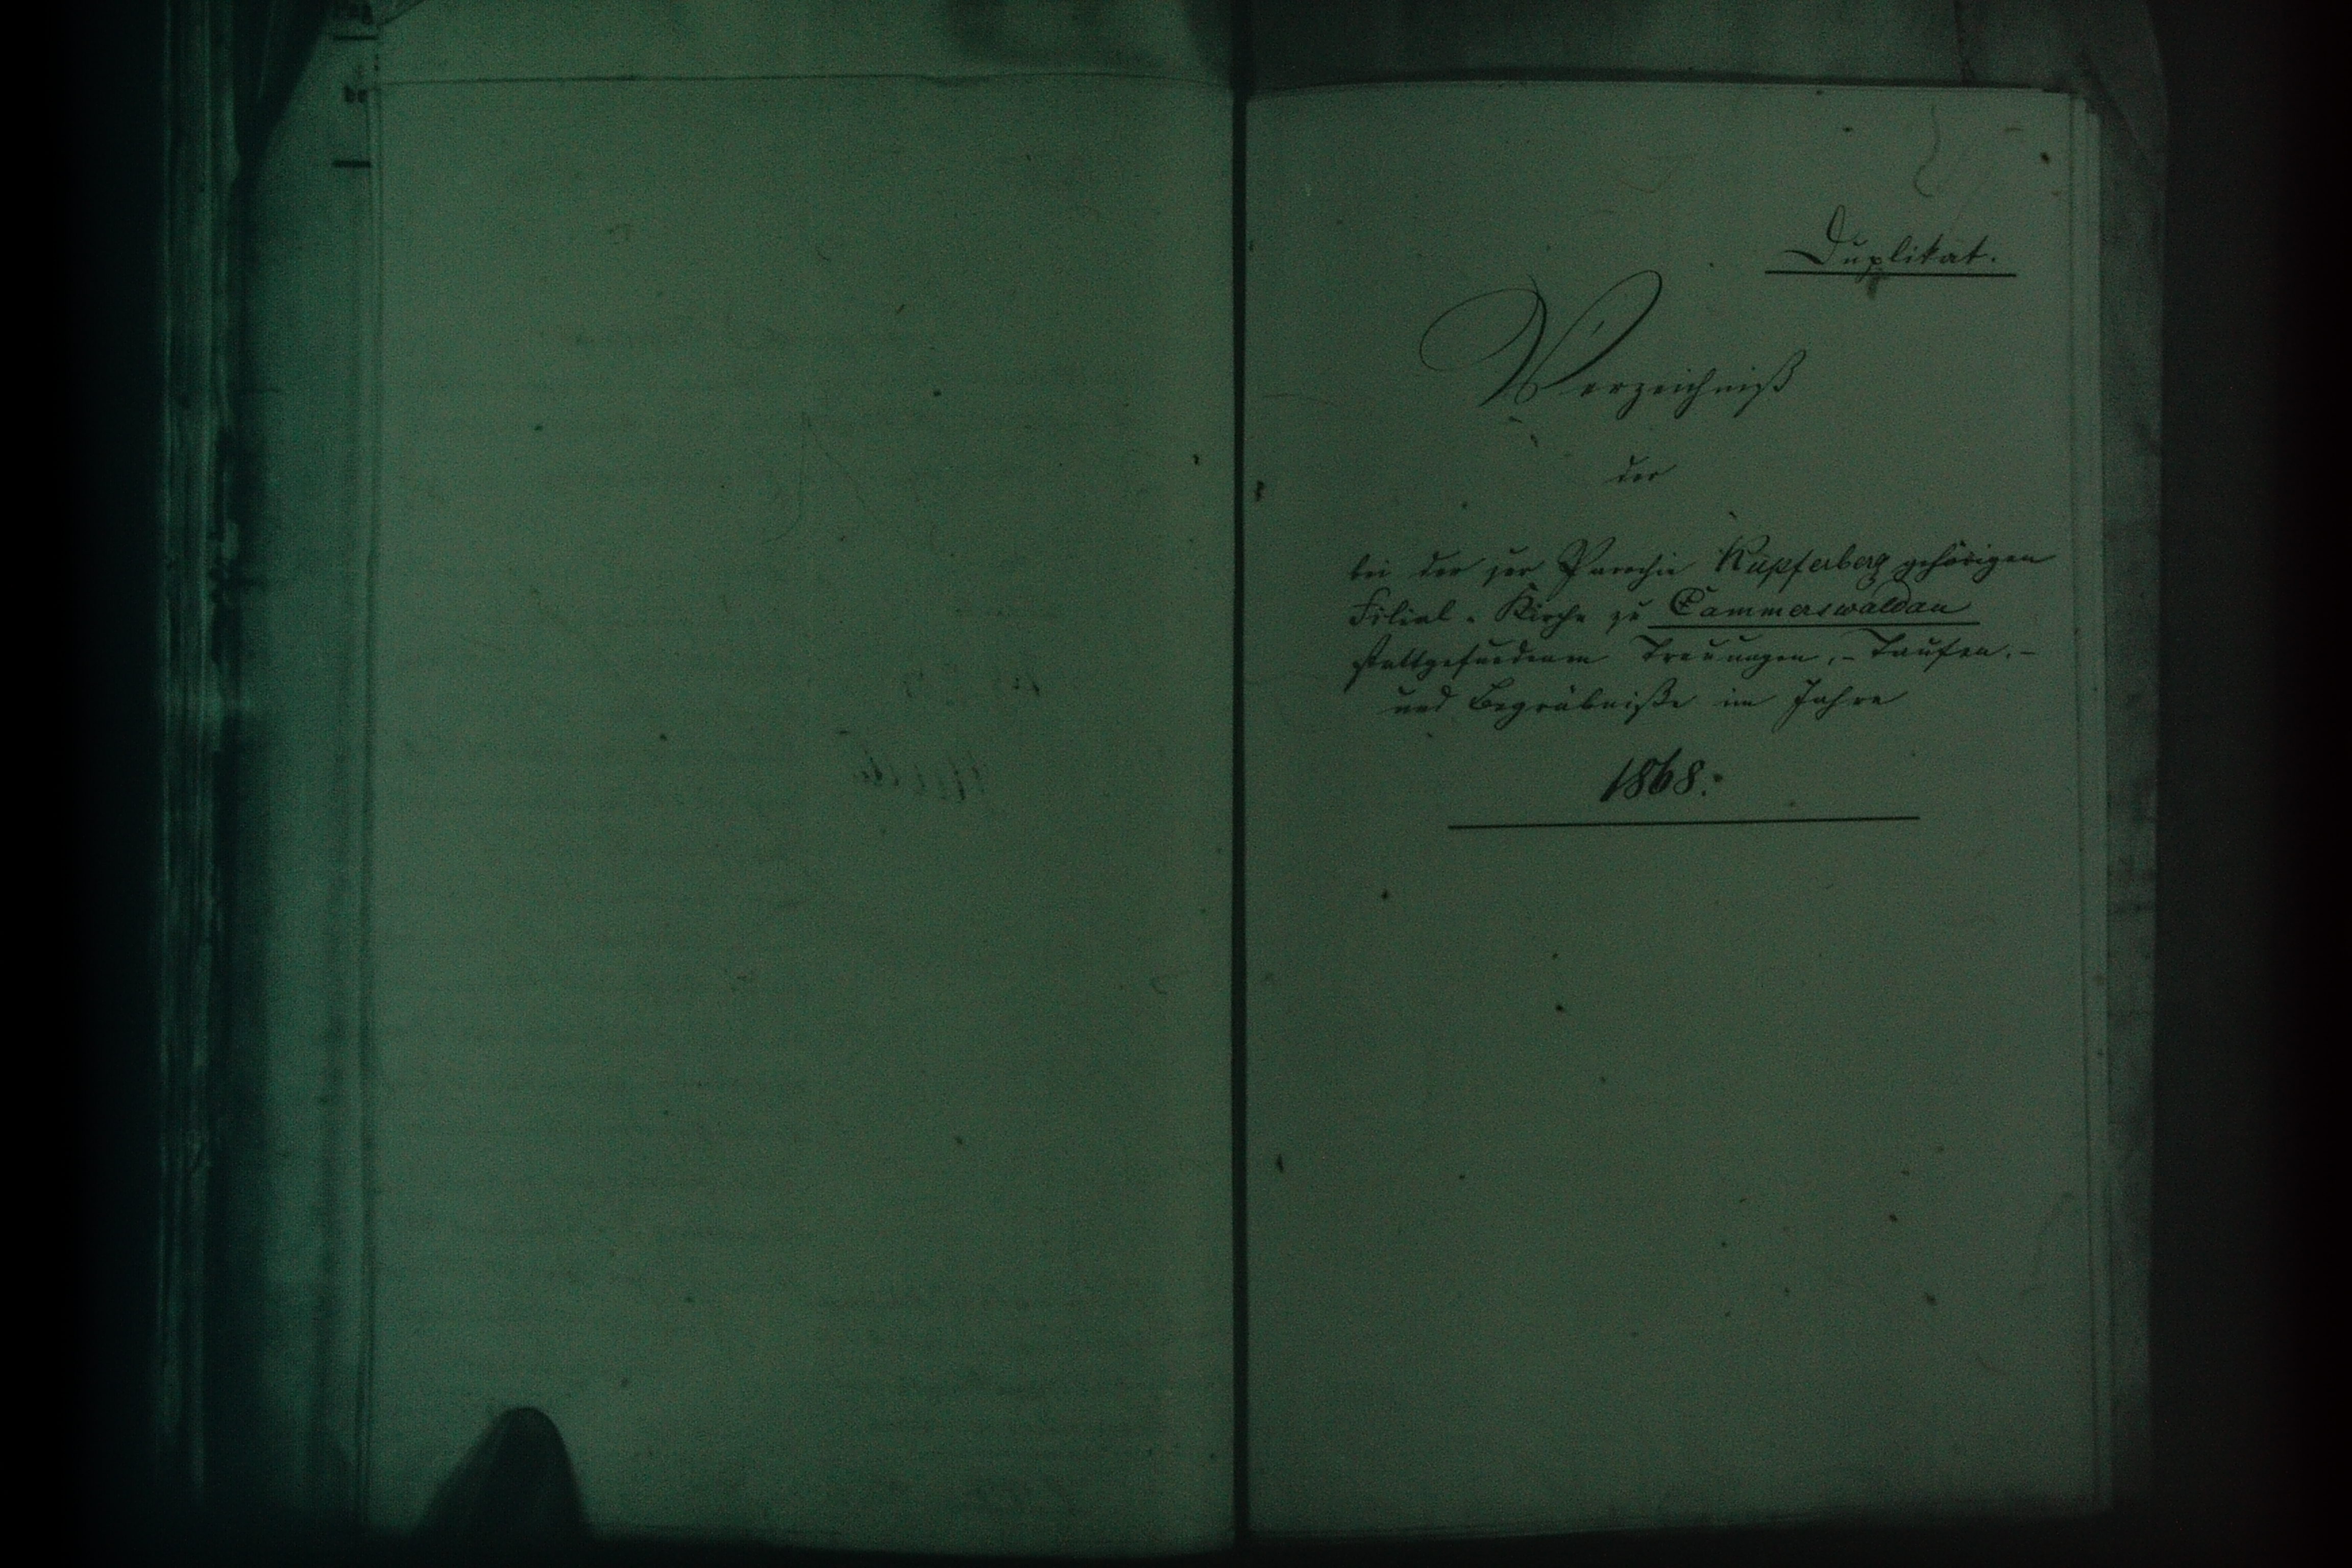 Duplikat.
Verzeichniß
der
bei der zur Parochie Kupferberg gehörigen
Filial-Kirche zu Cammerswaldau
stattgefundenen Trauungen,- Taufen,-
und Begräbniße im Jahre
1868.